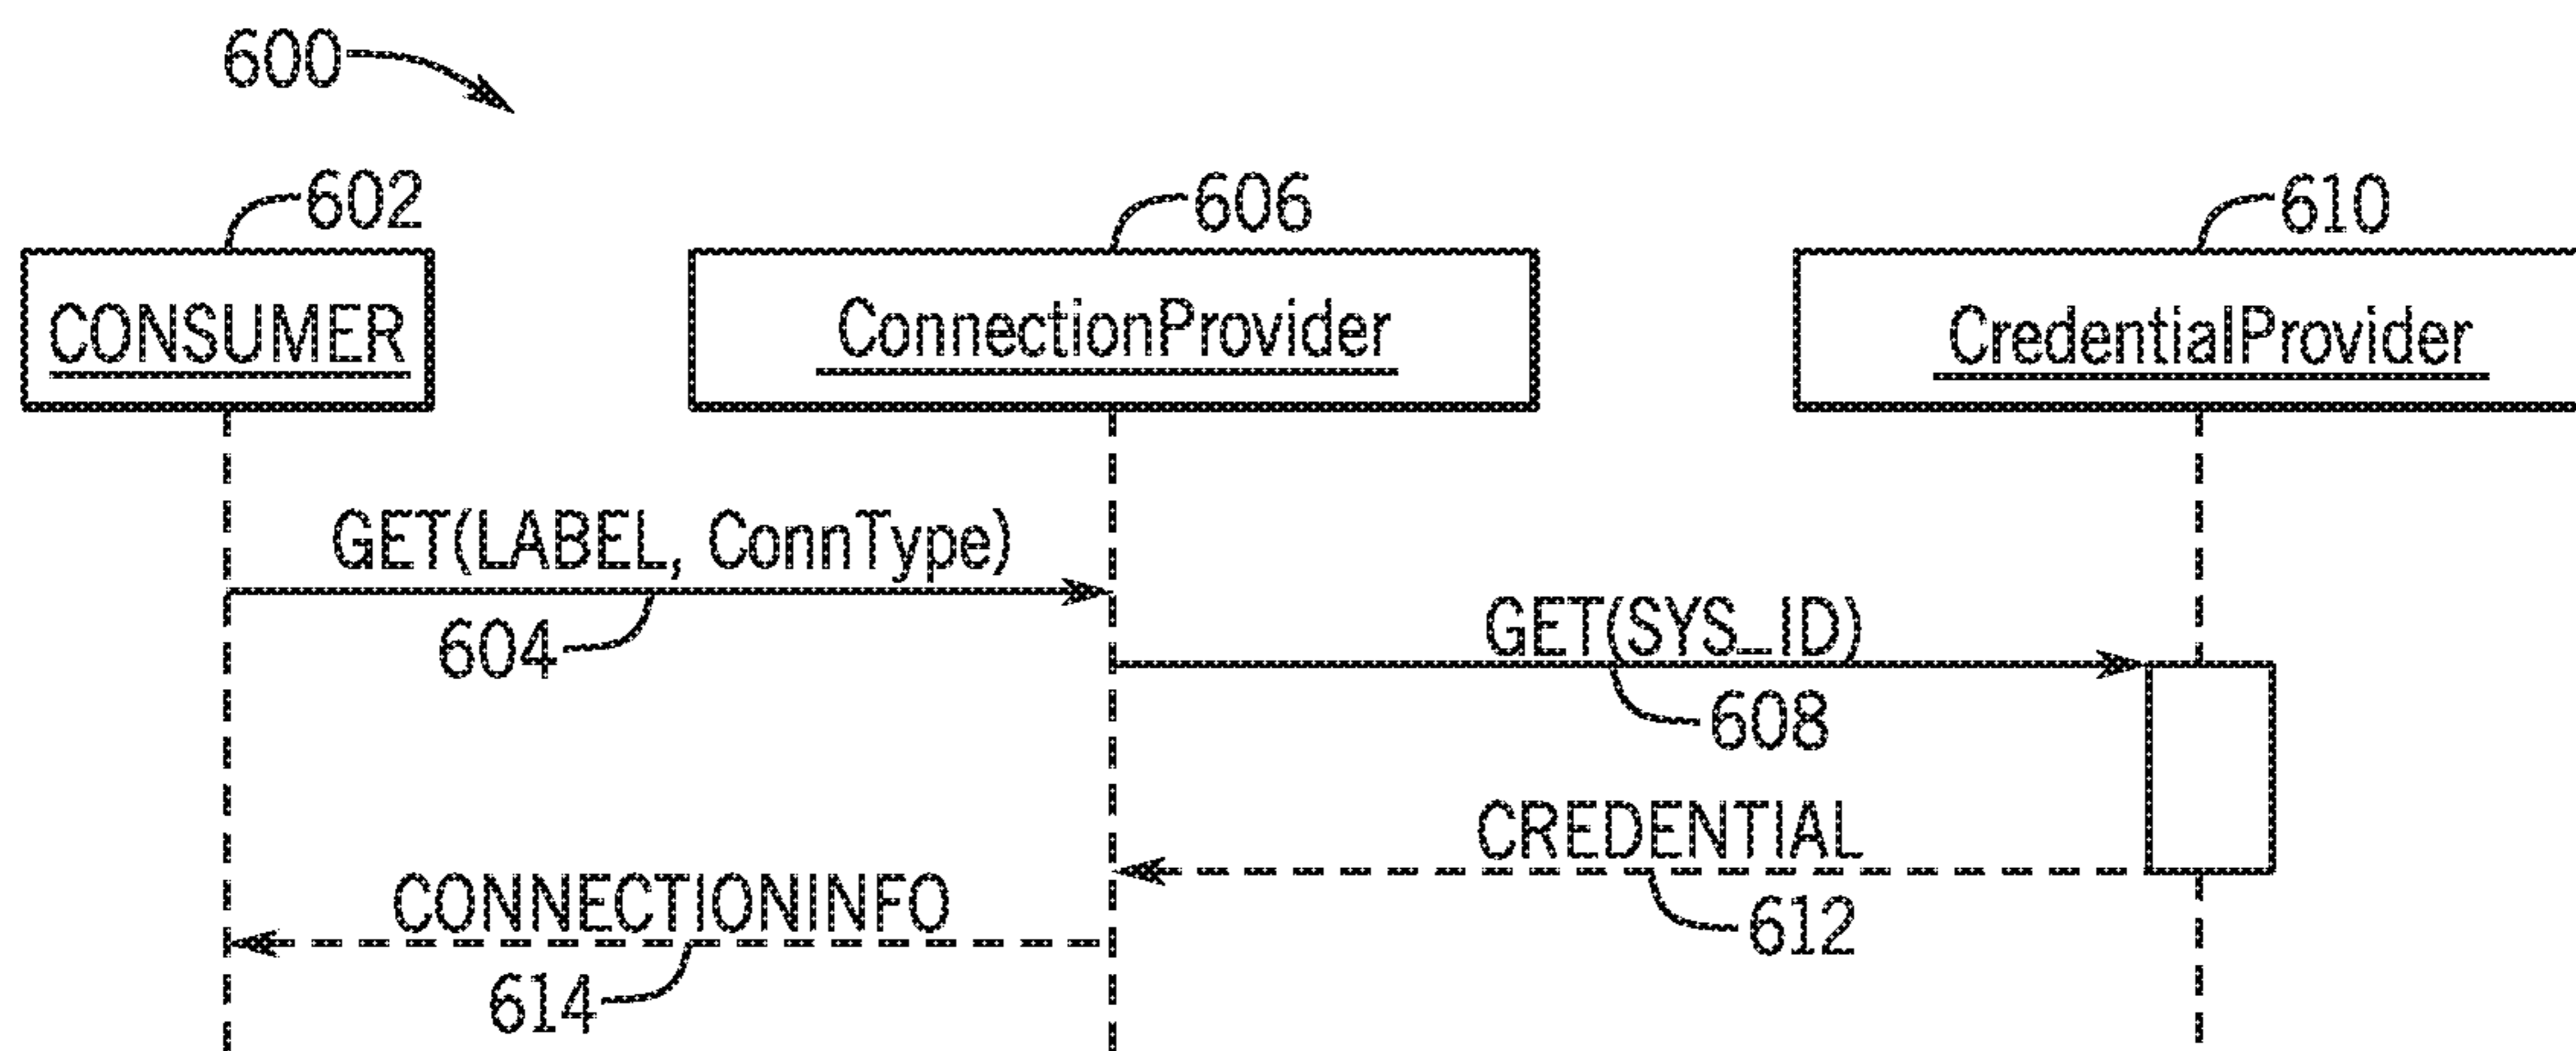 600
602
606
610
CONSUMER
ConnectionProvider
CredentialProvider
GET(LABEL, ConnType)
604
GET(SYS_ID)
608
CREDENTIAL
612
CONNECTIONINFO
614